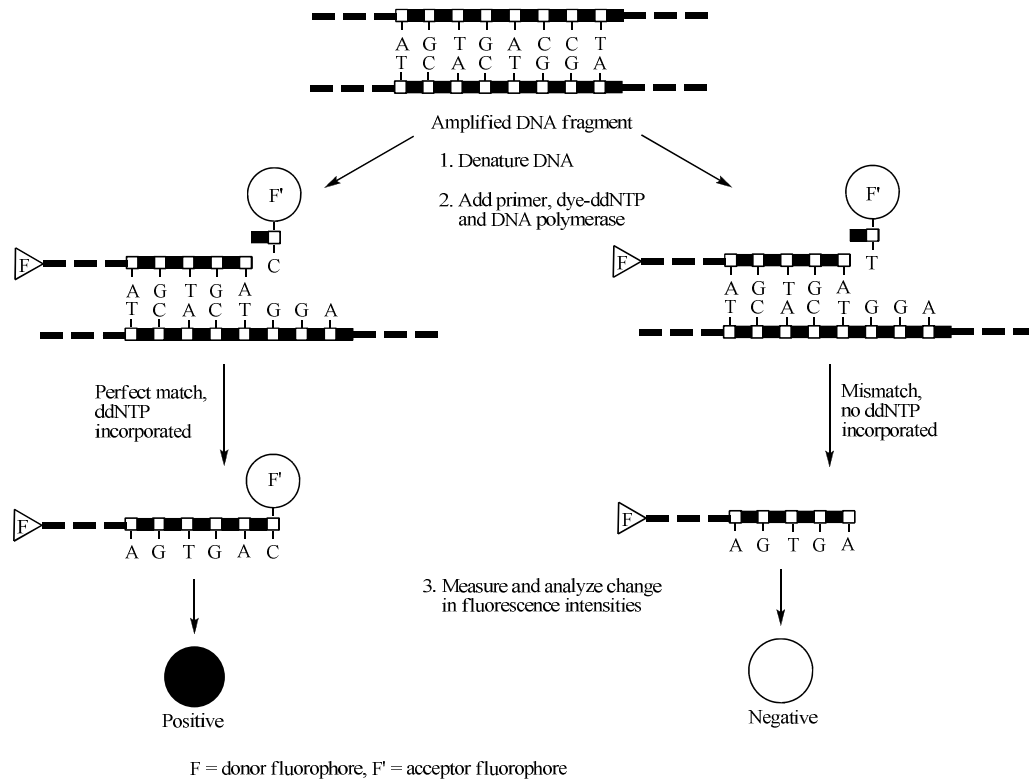 A G T G A C C T
T C A C T G G A
Amplified DNA fragment
1. Denature DNA
2. Add primer, dye-ddNTP
and DNA polymerase
F'
F
C
A G T G A
T C A C T G G A
F'
F
T
A G T G A
T C A C T G G A
Perfect match,
ddNTP
incorporated
Mismatch,
no ddNTP
incorporated
F'
F
A G T G A C
F
A G T G A
3. Measure and analyze change
in fluorescence intensities
Positive
Negative
F = donor fluorophore, F' = acceptor fluorophore